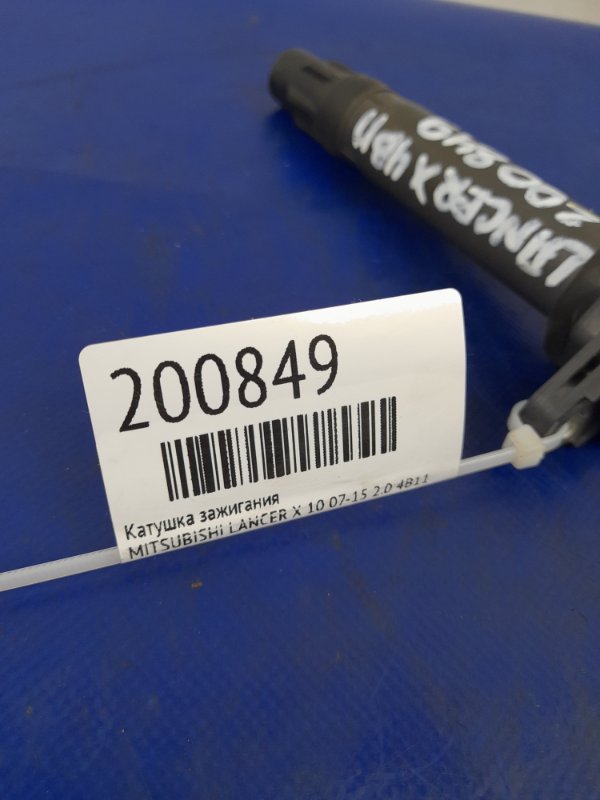 LANCER X 4B11
200849
200849
Катушка зажигания
MITSUBISHI LANCER X 10 07-15 2.0 4B11